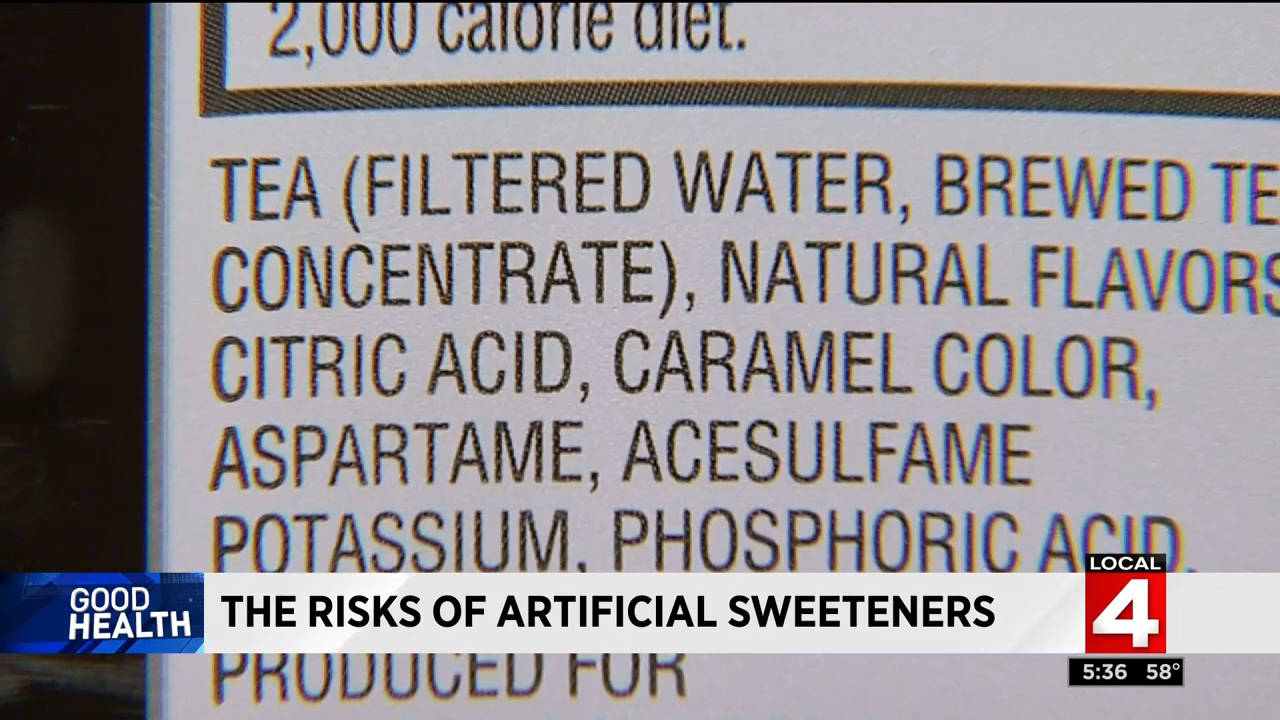 2,000 calorie diet.
TEA (FILTERED WATER, BREWED TE
CONCENTRATE), NATURAL FLAVORS
CITRIC ACID, CARAMEL COLOR,
ASPARTAME, ACESULFAME
POTASSIUM, PHOSPHORIC ACID,
GOOD
HEALTH
THE RISKS OF ARTIFICIAL SWEETENERS
LOCAL
4
5:36 58°
PRODUCED FOR